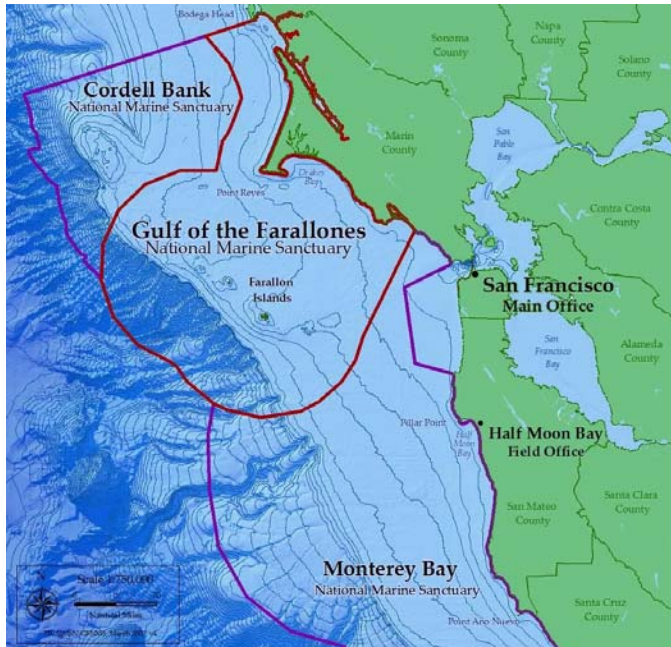 Bodega Head
Sonoma
County
Napa
County
Solano
County
Cordell Bank
National Marine Sanctuary
Marin
County
San
Pablo
Bay
Drakes
Bay
Point Reyes
Contra Costa
County
Gulf of the Farallones
National Marine Sanctuary
Farallon
Islands
San Francisco
Main Office
San
Francisco
Bay
Alameda
County
Pillar Point
Half
Moon
Bay
Half Moon Bay
Field Office
San Mateo
County
Santa Clara
County
Monterey Bay
National Marine Sanctuary
Scale 1:750,000
Nautical Miles
Santa Cruz
County
Point Año Nuevo